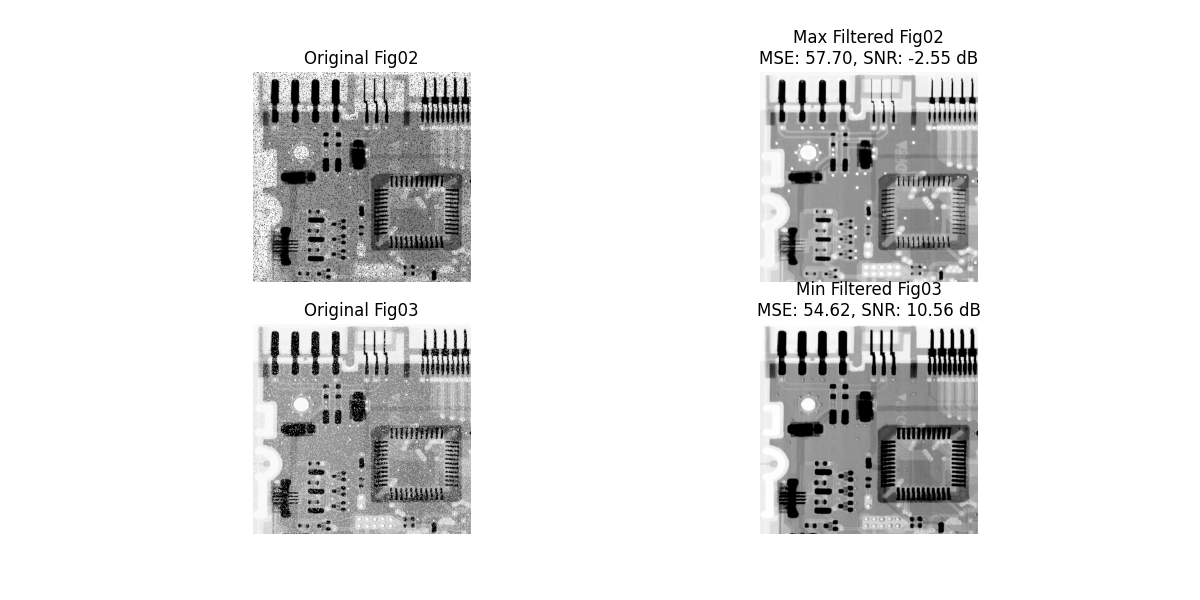 Original Fig02
Max Filtered Fig02
MSE: 57.70, SNR: -2.55 dB
Original Fig03
Min Filtered Fig03
MSE: 54.62, SNR: 10.56 dB